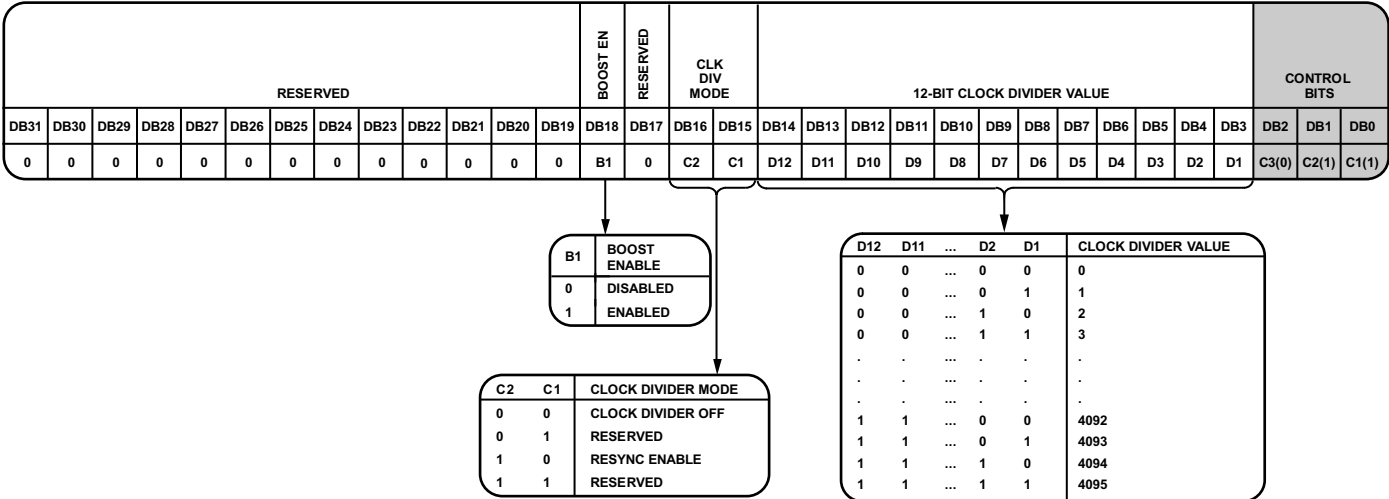 RESERVED
BOOST EN
RESERVED
CLK
DIV
MODE
12-BIT CLOCK DIVIDER VALUE
CONTROL
BITS
DB31 DB30 DB29 DB28 DB27 DB26 DB25 DB24 DB23 DB22 DB21 DB20 DB19 DB18 DB17 DB16 DB15 DB14 DB13 DB12 DB11 DB10 DB9 DB8 DB7 DB6 DB5 DB4 DB3 DB2 DB1 DB0
0 0 0 0 0 0 0 0 0 0 0 0 0 B1 0 C2 C1 D12 D11 D10 D9 D8 D7 D6 D5 D4 D3 D2 D1 C3(0) C2(1) C1(1)
B1 BOOST
ENABLE
0 DISABLED
1 ENABLED
C2 C1 CLOCK DIVIDER MODE
0 0 CLOCK DIVIDER OFF
0 1 RESERVED
1 0 RESYNC ENABLE
1 1 RESERVED
D12 D11 ... D2 D1 CLOCK DIVIDER VALUE
0 0 ... 0 0 0
0 0 ... 0 1 1
0 0 ... 1 0 2
0 0 ... 1 1 3
. . ... . . .
. . ... . . .
. . ... . . .
1 1 ... 0 0 4092
1 1 ... 0 1 4093
1 1 ... 1 0 4094
1 1 ... 1 1 4095